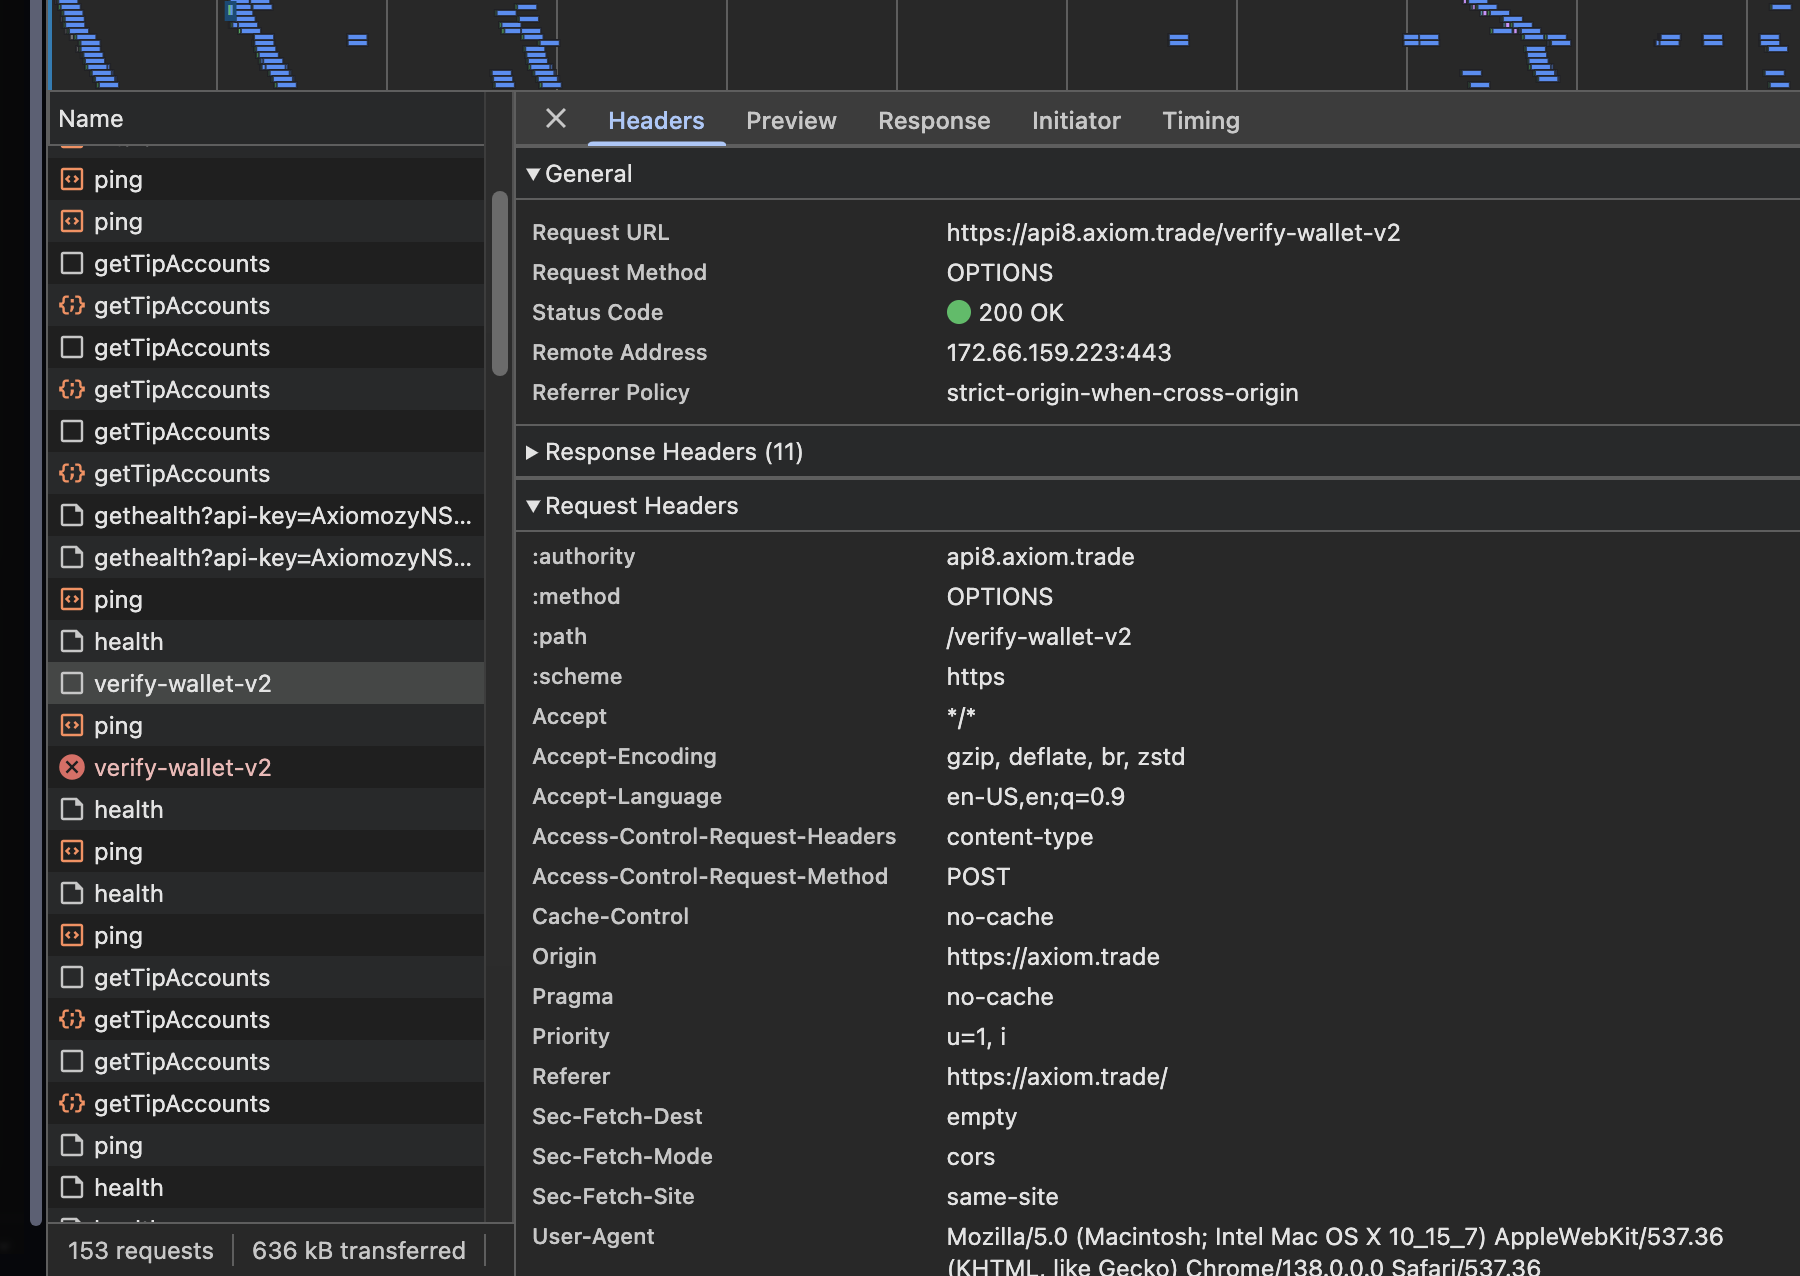 Name
ping
ping
getTipAccounts
getTipAccounts
getTipAccounts
getTipAccounts
getTipAccounts
getTipAccounts
gethealth?api-key=AxiomozyNS...
gethealth?api-key=AxiomozyNS...
ping
health
verify-wallet-v2
ping
verify-wallet-v2
health
ping
health
ping
getTipAccounts
getTipAccounts
getTipAccounts
getTipAccounts
ping
health
153 requests 636 kB transferred
Headers Preview Response Initiator Timing
General
Request URL https://api8.axiom.trade/verify-wallet-v2
Request Method OPTIONS
Status Code 200 OK
Remote Address 172.66.159.223:443
Referrer Policy strict-origin-when-cross-origin
Response Headers (11)
Request Headers
:authority api8.axiom.trade
:method OPTIONS
:path /verify-wallet-v2
:scheme https
Accept */*
Accept-Encoding gzip, deflate, br, zstd
Accept-Language en-US,en;q=0.9
Access-Control-Request-Headers content-type
Access-Control-Request-Method POST
Cache-Control no-cache
Origin https://axiom.trade
Pragma no-cache
Priority u=1, i
Referer https://axiom.trade/
Sec-Fetch-Dest empty
Sec-Fetch-Mode cors
Sec-Fetch-Site same-site
User-Agent Mozilla/5.0 (Macintosh; Intel Mac OS X 10_15_7) AppleWebKit/537.36
(KHTML, like Gecko) Chrome/138.0.0.0 Safari/537.36